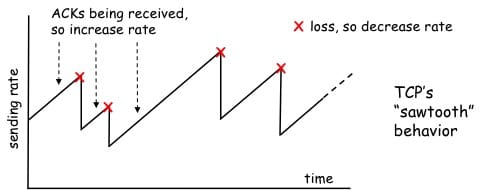 ACKs being received,
so increase rate
X loss, so decrease rate
sending rate
TCP's
“sawtooth”
behavior
time